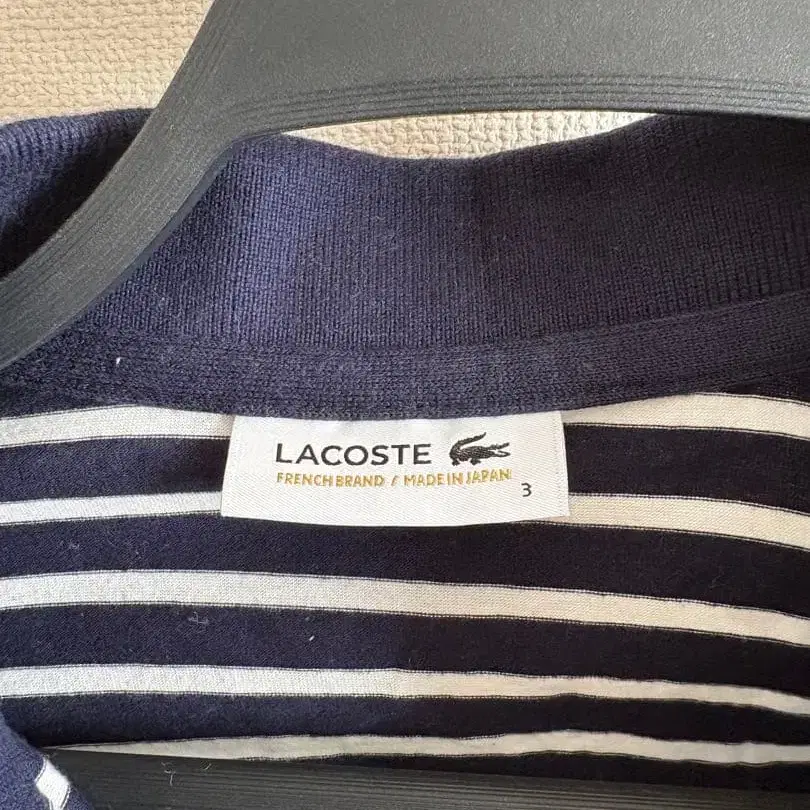 LACOSTE
FRENCH BRAND / MADE IN JAPAN
3